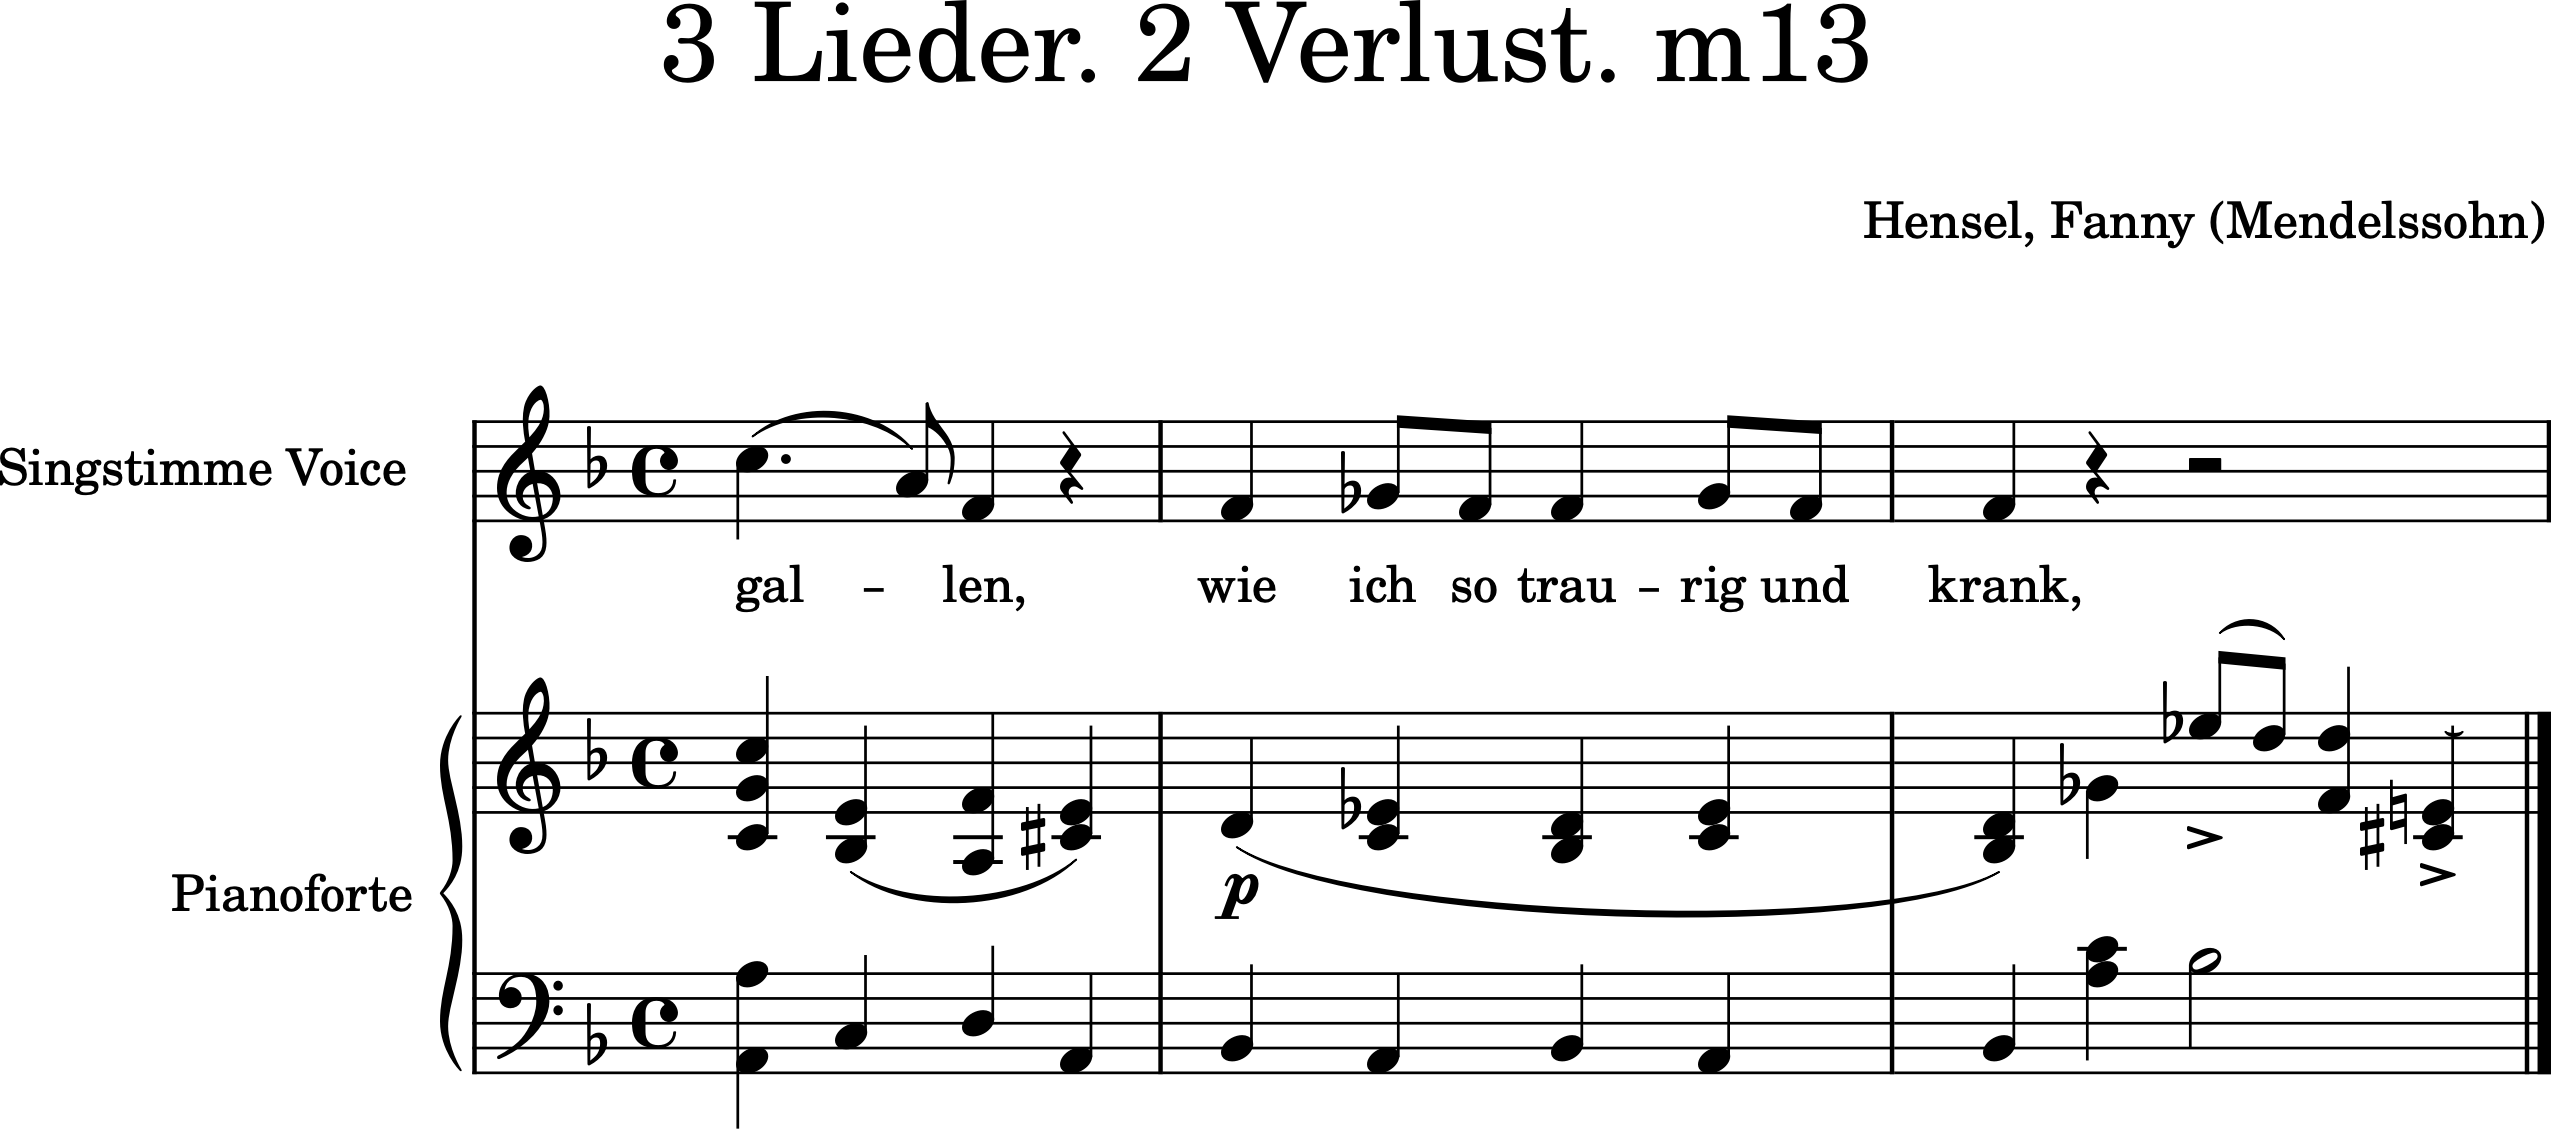 3 Lieder. 2 Verlust. m13
Hensel, Fanny (Mendelssohn)
Singstimme Voice
gal – len, wie ich so trau – rig und krank,
Pianoforte
p